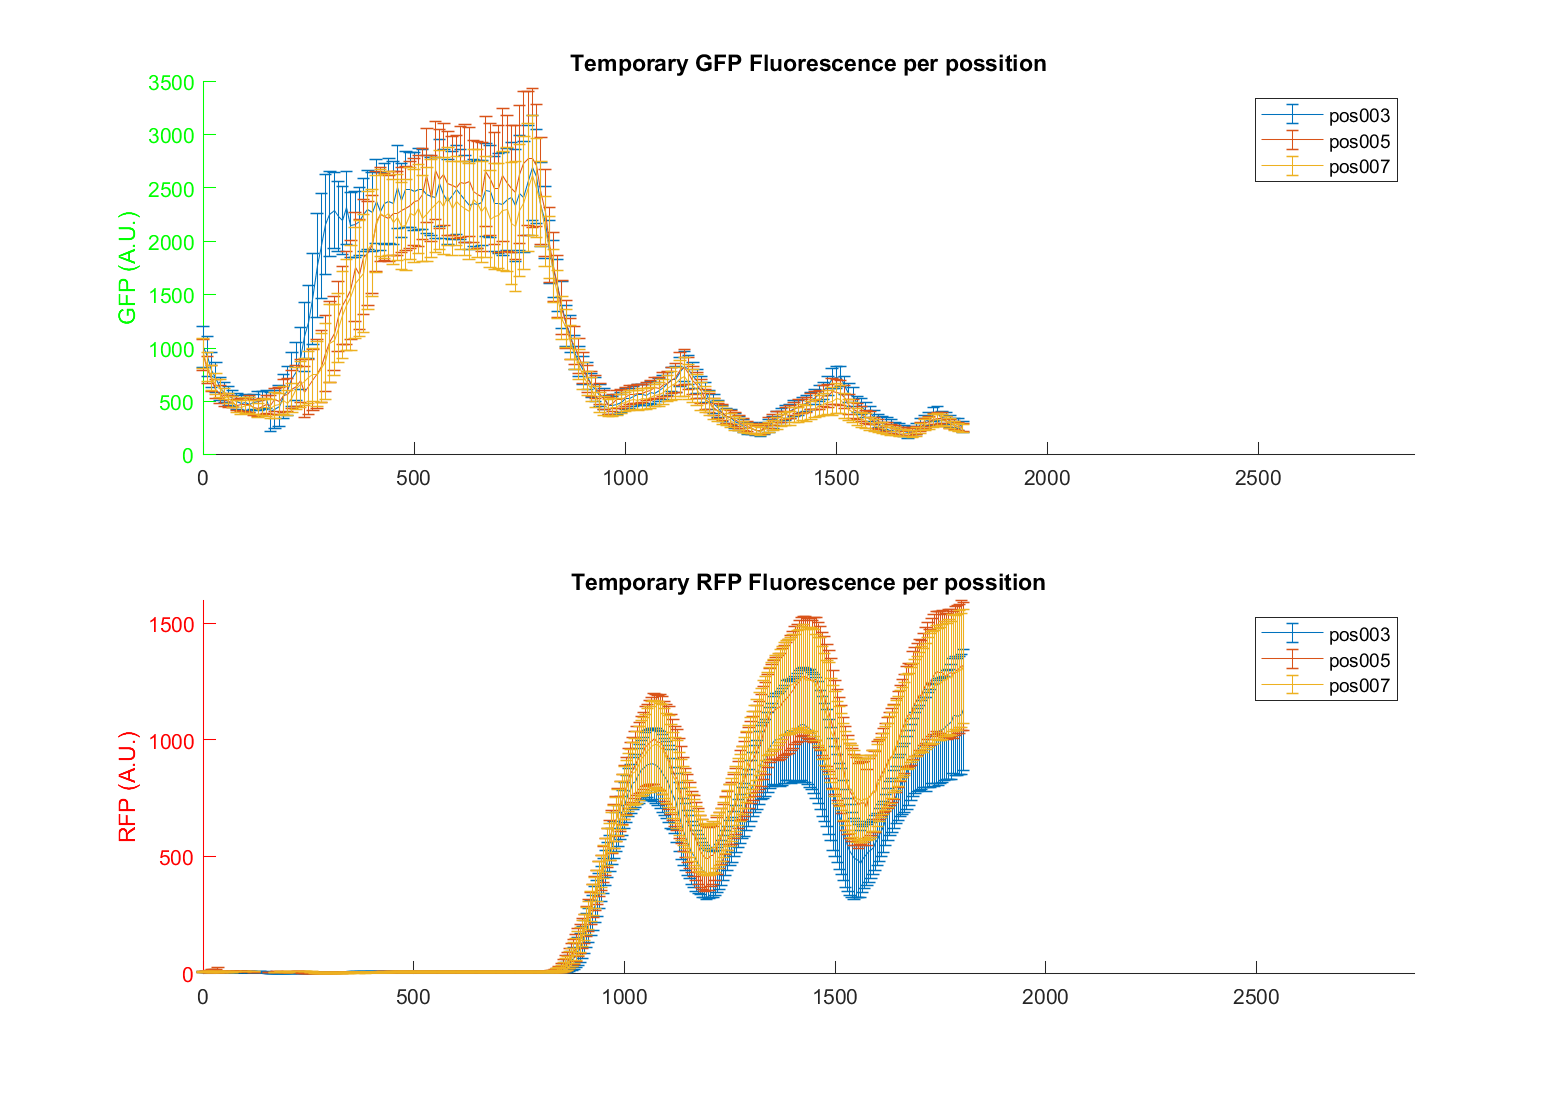 Temporary GFP Fluorescence per possition
3500
3000
2500
2000
1500
1000
500
0
GFP (A.U.)
0 500 1000 1500 2000 2500
pos003
pos005
pos007
Temporary RFP Fluorescence per possition
1500
1000
500
0
RFP (A.U.)
0 500 1000 1500 2000 2500
pos003
pos005
pos007